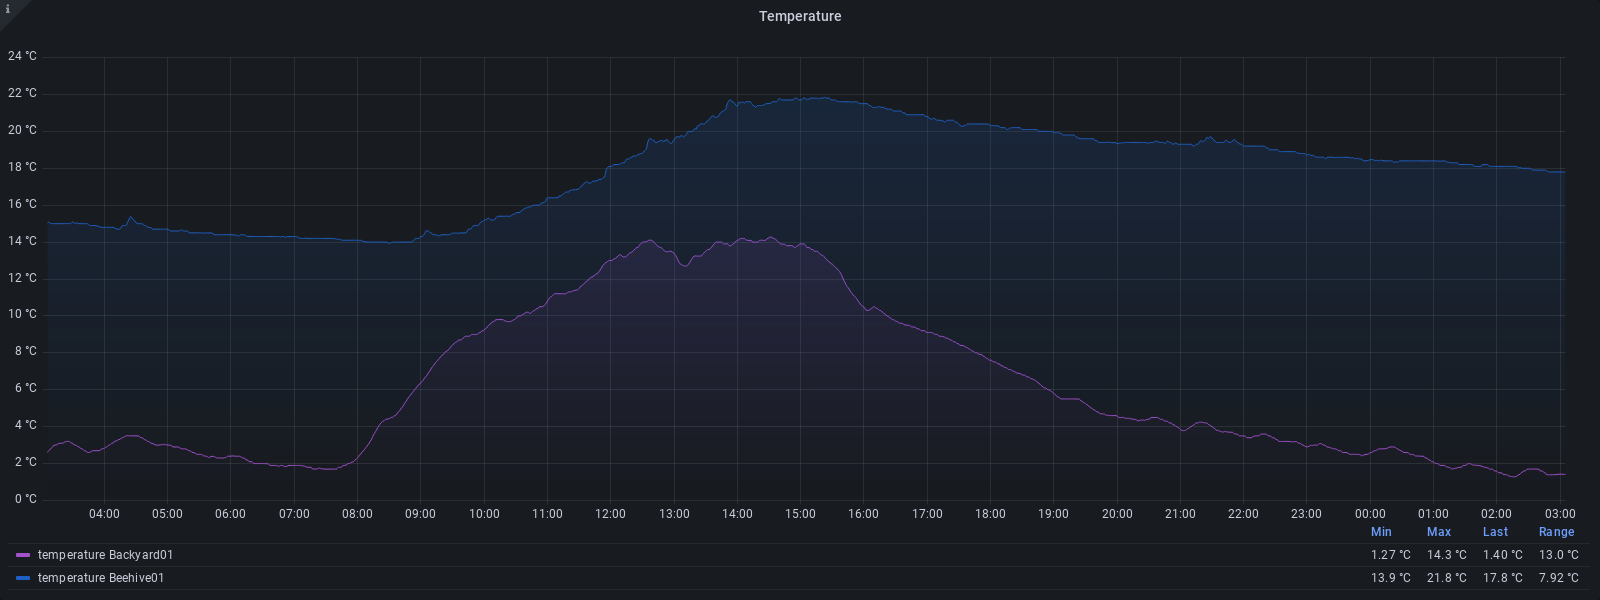 i
Temperature
24 °C
22 °C
20 °C
18 °C
16 °C
14 °C
12 °C
10 °C
8 °C
6 °C
4 °C
2 °C
0 °C
04:00 05:00 06:00 07:00 08:00 09:00 10:00 11:00 12:00 13:00 14:00 15:00 16:00 17:00 18:00 19:00 20:00 21:00 22:00 23:00 00:00 01:00 02:00 03:00
Min Max Last Range
temperature Backyard01 1.27 °C 14.3 °C 1.40 °C 13.0 °C
temperature Beehive01 13.9 °C 21.8 °C 17.8 °C 7.92 °C